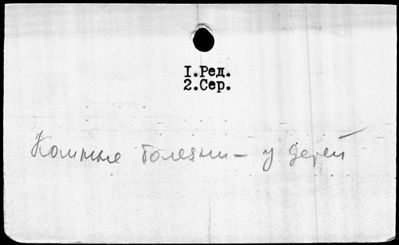 I.Ред.
2.Сер.
Кожные болезни – у детей